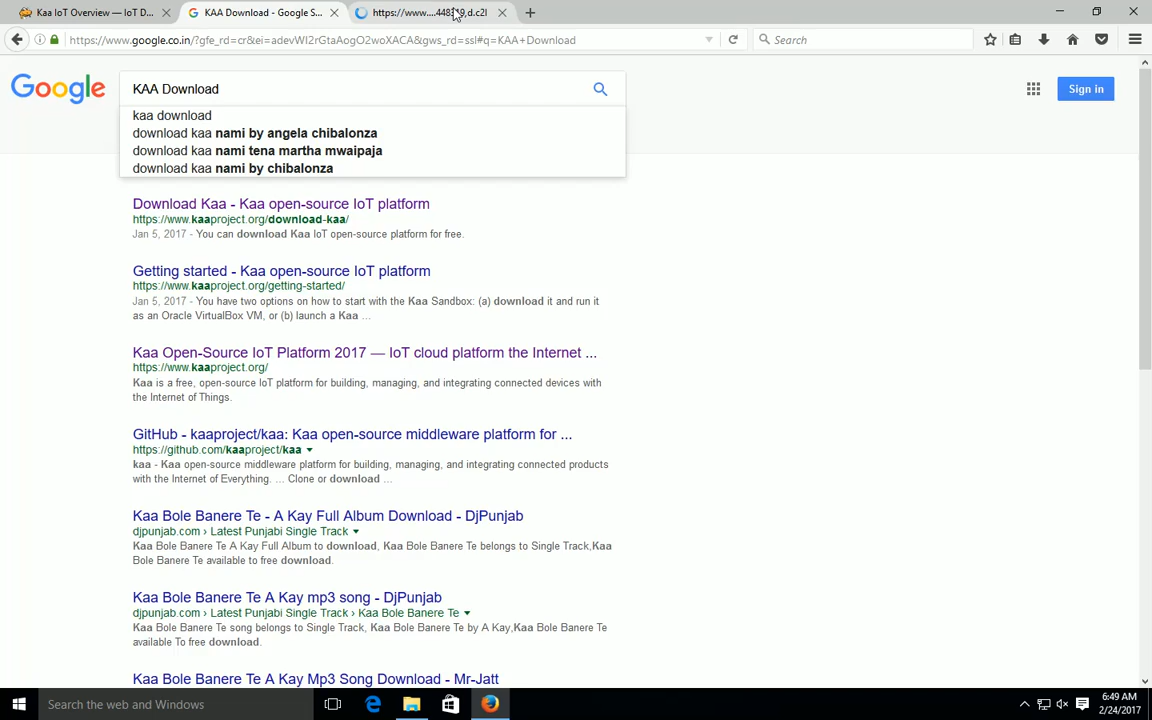 Kaa IoT Overview — IoT D...
KAA Download - Google S...
https://www....448$19,d.c2I
https://www.google.co.in/?gfe_rd=cr&ei=adevWI2rGtaAogO2woXACA&gws_rd=ssl#q=KAA+Download
Search
Google
KAA Download
Sign in
kaa download
download kaa nami by angela chibalonza
download kaa nami tena martha mwaipaja
download kaa nami by chibalonza
Download Kaa - Kaa open-source IoT platform
https://www.kaaproject.org/download-kaa/
Jan 5, 2017 - You can download Kaa IoT open-source platform for free.
Getting started - Kaa open-source IoT platform
https://www.kaaproject.org/getting-started/
Jan 5, 2017 - You have two options on how to start with the Kaa Sandbox: (a) download it and run it
as an Oracle VirtualBox VM, or (b) launch a Kaa ...
Kaa Open-Source IoT Platform 2017 — IoT cloud platform the Internet ...
https://www.kaaproject.org/
Kaa is a free, open-source IoT platform for building, managing, and integrating connected devices with
the Internet of Things.
GitHub - kaaproject/kaa: Kaa open-source middleware platform for ...
https://github.com/kaaproject/kaa
kaa - Kaa open-source middleware platform for building, managing, and integrating connected products
with the Internet of Everything. ... Clone or download ...
Kaa Bole Banere Te - A Kay Full Album Download - DjPunjab
djpunjab.com › Latest Punjabi Single Track
Kaa Bole Banere Te A Kay Full Album to download, Kaa Bole Banere Te belongs to Single Track,Kaa
Bole Banere Te available to free download.
Kaa Bole Banere Te A Kay mp3 song - DjPunjab
djpunjab.com › Latest Punjabi Single Track › Kaa Bole Banere Te
Kaa Bole Banere Te song belongs to Single Track, Kaa Bole Banere Te by A Kay,Kaa Bole Banere Te
available To free download.
Kaa Bole Banere Te A Kay Mp3 Song Download - Mr-Jatt
Search the web and Windows
6:49 AM
2/24/2017